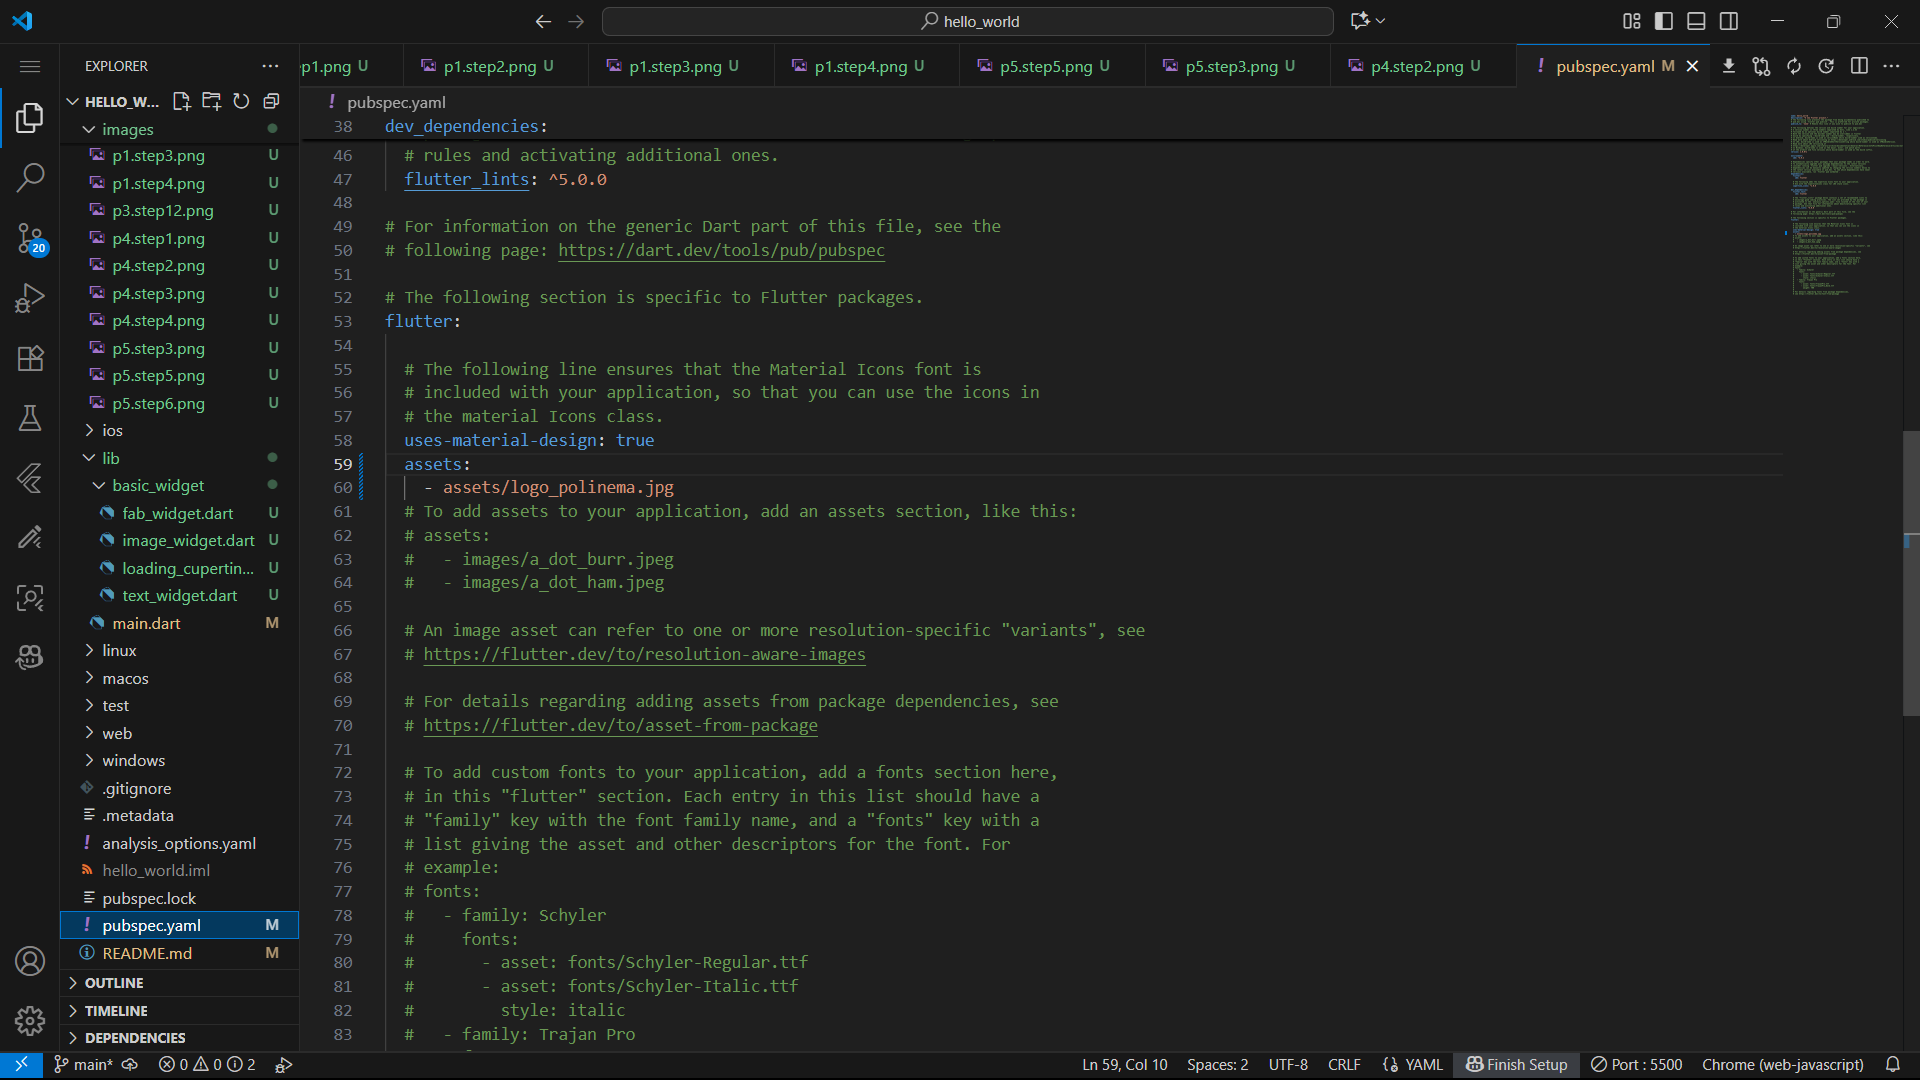 hello_world
EXPLORER
p1.png U
p1.step2.png U
p1.step3.png U
p1.step4.png U
p5.step5.png U
p5.step3.png U
p4.step2.png U
! pubspec.yaml M
HELLO_W...
images
p1.step3.png U
p1.step4.png U
p3.step12.png U
p4.step1.png U
p4.step2.png U
p4.step3.png U
p4.step4.png U
p5.step3.png U
p5.step5.png U
p5.step6.png U
ios
lib
basic_widget
fab_widget.dart U
image_widget.dart U
loading_cupertin... U
text_widget.dart U
main.dart M
linux
macos
test
web
windows
.gitignore
.metadata
! analysis_options.yaml
hello_world.iml
pubspec.lock
! pubspec.yaml M
README.md M
OUTLINE
TIMELINE
DEPENDENCIES
20
! pubspec.yaml
38 dev_dependencies:
46 # rules and activating additional ones.
47 flutter_lints: ^5.0.0
48
49 # For information on the generic Dart part of this file, see the
50 # following page: https://dart.dev/tools/pub/pubspec
51
52 # The following section is specific to Flutter packages.
53 flutter:
54
55 # The following line ensures that the Material Icons font is
56 # included with your application, so that you can use the icons in
57 # the material Icons class.
58 uses-material-design: true
59 assets:
60 - assets/logo_polinema.jpg
61 # To add assets to your application, add an assets section, like this:
62 # assets:
63 #   - images/a_dot_burr.jpeg
64 #   - images/a_dot_ham.jpeg
65
66 # An image asset can refer to one or more resolution-specific "variants", see
67 # https://flutter.dev/to/resolution-aware-images
68
69 # For details regarding adding assets from package dependencies, see
70 # https://flutter.dev/to/asset-from-package
71
72 # To add custom fonts to your application, add a fonts section here,
73 # in this "flutter" section. Each entry in this list should have a
74 # "family" key with the font family name, and a "fonts" key with a
75 # list giving the asset and other descriptors for the font. For
76 # example:
77 # fonts:
78 #   - family: Schyler
79 #     fonts:
80 #       - asset: fonts/Schyler-Regular.ttf
81 #       - asset: fonts/Schyler-Italic.ttf
82 #         style: italic
83 #   - family: Trajan Pro
main* 0 0 2
Ln 59, Col 10 Spaces: 2 UTF-8 CRLF YAML Finish Setup Port : 5500 Chrome (web-javascript)